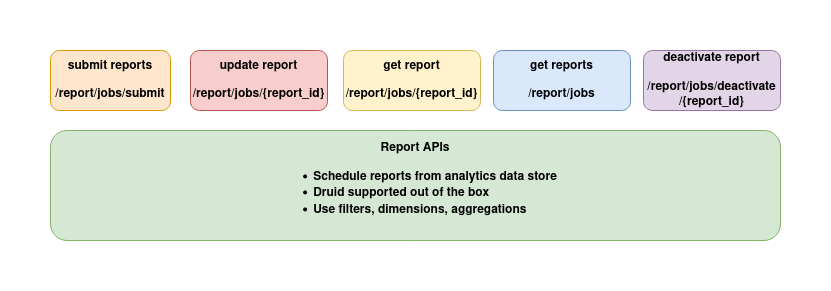 submit reports
/report/jobs/submit
update report
/report/jobs/{report_id}
get report
/report/jobs/{report_id}
get reports
/report/jobs
deactivate report
/report/jobs/deactivate
/{report_id}
Report APIs
• Schedule reports from analytics data store
• Druid supported out of the box
• Use filters, dimensions, aggregations